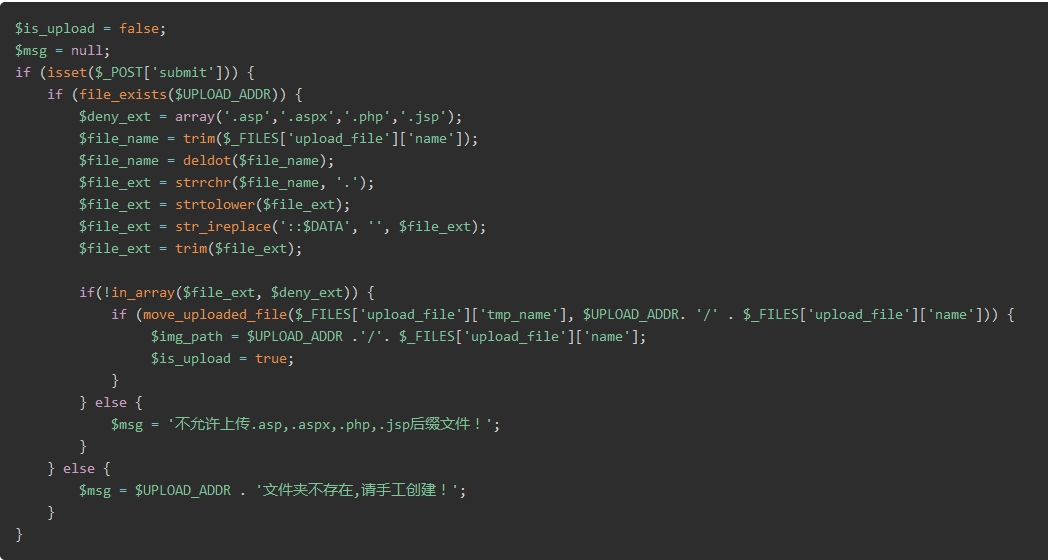 $is_upload = false;
$msg = null;
if (isset($_POST['submit'])) {
    if (file_exists($UPLOAD_ADDR)) {
        $deny_ext = array('.asp','.aspx','.php','.jsp');
        $file_name = trim($_FILES['upload_file']['name']);
        $file_name = deldot($file_name);
        $file_ext = strrchr($file_name, '.');
        $file_ext = strtolower($file_ext);
        $file_ext = str_ireplace('::$DATA', '', $file_ext);
        $file_ext = trim($file_ext);

        if(!in_array($file_ext, $deny_ext)) {
            if (move_uploaded_file($_FILES['upload_file']['tmp_name'], $UPLOAD_ADDR. '/' . $_FILES['upload_file']['name'])) {
                 $img_path = $UPLOAD_ADDR .'/'. $_FILES['upload_file']['name'];
                 $is_upload = true;
            }
        } else {
            $msg = '不允许上传.asp,.aspx,.php,.jsp后缀文件！';
        }
    } else {
        $msg = $UPLOAD_ADDR . '文件夹不存在,请手工创建！';
    }
}